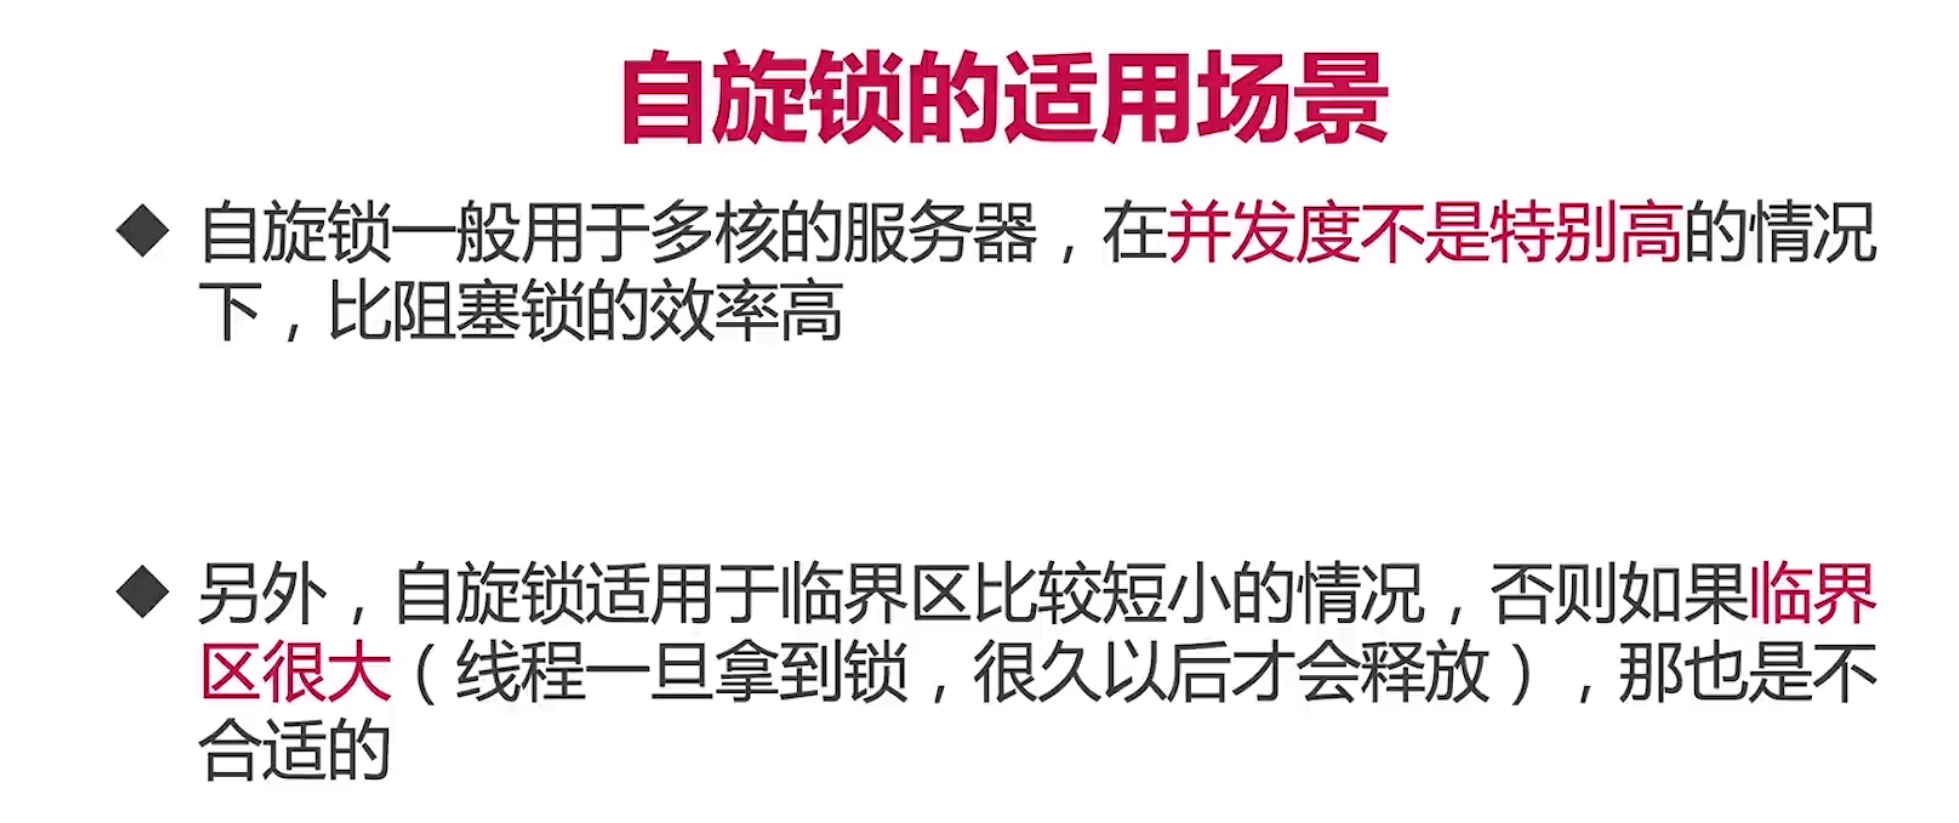 自旋锁的适用场景
◆ 自旋锁一般用于多核的服务器，在并发度不是特别高的情况
下，比阻塞锁的效率高
◆ 另外，自旋锁适用于临界区比较短小的情况，否则如果临界
区很大（线程一旦拿到锁，很久以后才会释放），那也是不
合适的